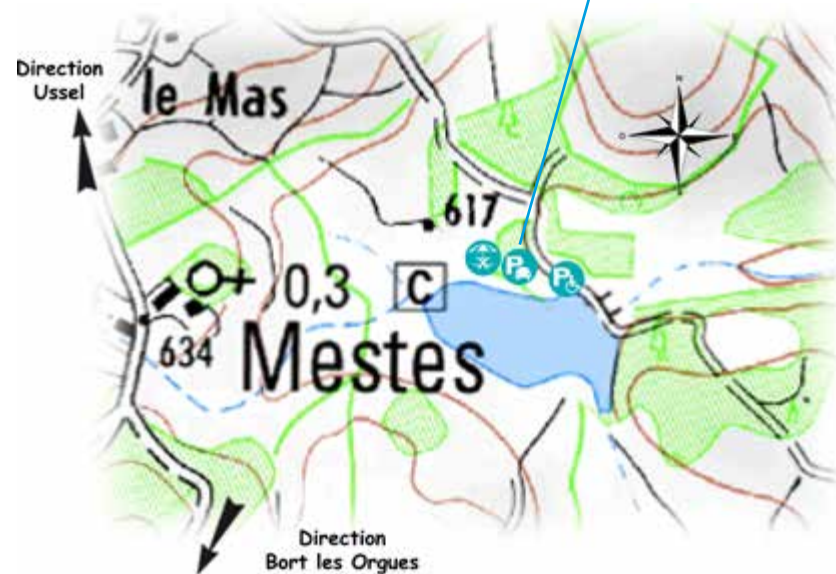 Direction
Ussel
le Mas
617
P
P
0,3
C
634
Mestes
Direction
Bort les Orgues